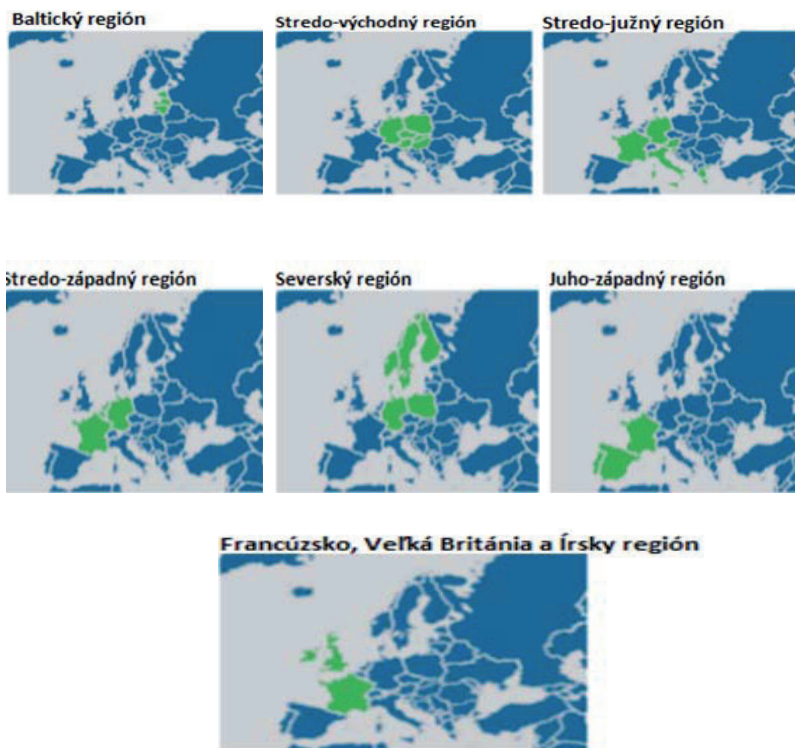 Baltický región
Stredo-východný región
Stredo-južný región
Stredo-západný región
Severský región
Juho-západný región
Francúzsko, Veľká Británia a Írsky región